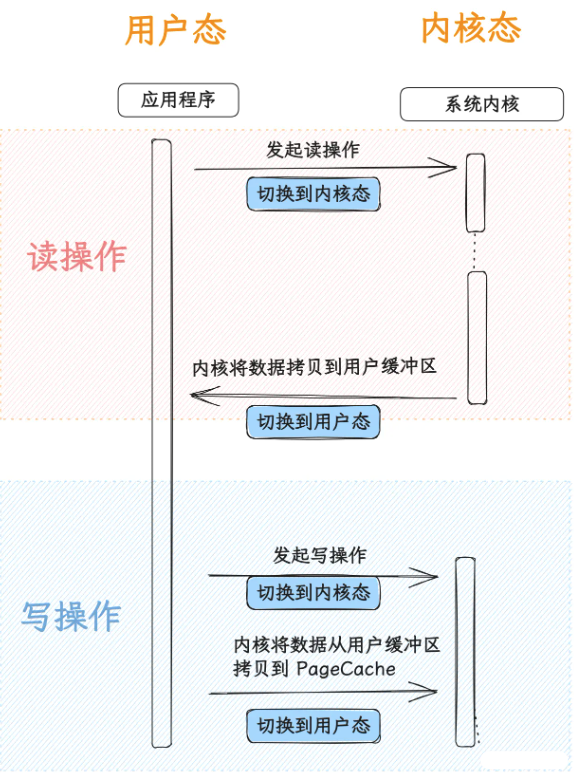 用户态
内核态
应用程序
系统内核
发起读操作
切换到内核态
读操作
内核将数据拷贝到用户缓冲区
切换到用户态
发起写操作
切换到内核态
写操作
内核将数据从用户缓冲区
拷贝到 PageCache
切换到用户态